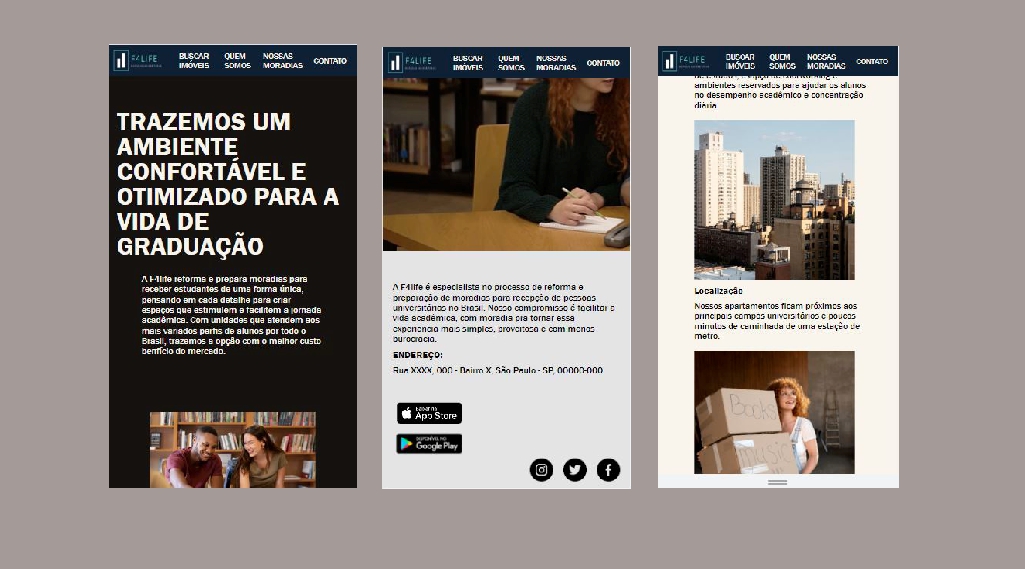 F4LIFE
BUSCAR
IMÓVEIS
QUEM
SOMOS
NOSSAS
MORADIAS
CONTATO
TRAZEMOS UM
AMBIENTE
CONFORTÁVEL E
OTIMIZADO PARA A
VIDA DE
GRADUAÇÃO
A F4life reforma e prepara moradias para
receber estudantes de uma forma única,
pensando em cada detalhe para criar
espaços que estimulem e facilitem a jornada
acadêmica. Com unidades que atendem aos
mais variados perfis de alunos por todo o
Brasil, trazemos a opção com o melhor custo
benfício do mercado.
F4LIFE
BUSCAR
IMÓVEIS
QUEM
SOMOS
NOSSAS
MORADIAS
CONTATO
A F4life é especialista no processo de reforma e
preparação de moradias para recepção de pessoas
universitárias no Brasil. Nosso compromisso é facilitar a
vida acadêmica, com moradia pra tornar essa
experiencia mais simples, proveitosa e com menos
burocracia.
ENDEREÇO:
Rua XXXX, 000 - Bairro X, São Paulo - SP, 00000-000
App Store
DISPONÍVEL NO
Google Play
F4LIFE
BUSCAR
IMÓVEIS
QUEM
SOMOS
NOSSAS
MORADIAS
CONTATO
ambientes reservados para ajudar os alunos
no desempenho acadêmico e concentração
diária.
Localização
Nossos apartamentos ficam próximos aos
principais campus universitários e poucos
minutos de caminhada de uma estação de
metro.
Books
music